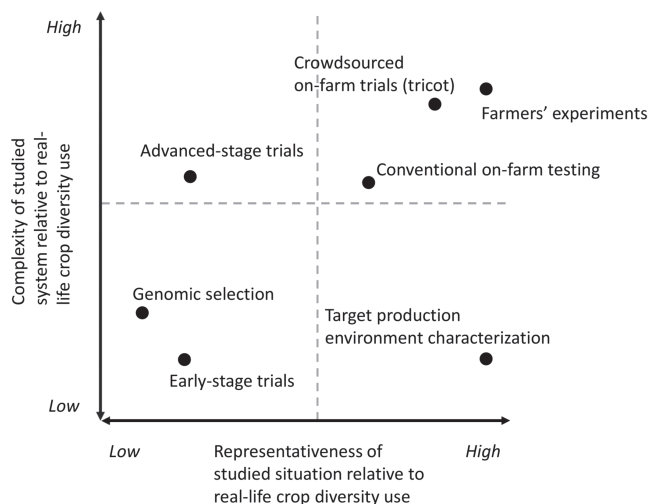 High
Crowdsourced
on-farm trials (tricot)
Farmers' experiments
Advanced-stage trials
Conventional on-farm testing
Complexity of studied
system relative to real-
life crop diversity use
Genomic selection
Target production
environment characterization
Early-stage trials
Low
Low
Representativeness of
studied situation relative to
real-life crop diversity use
High